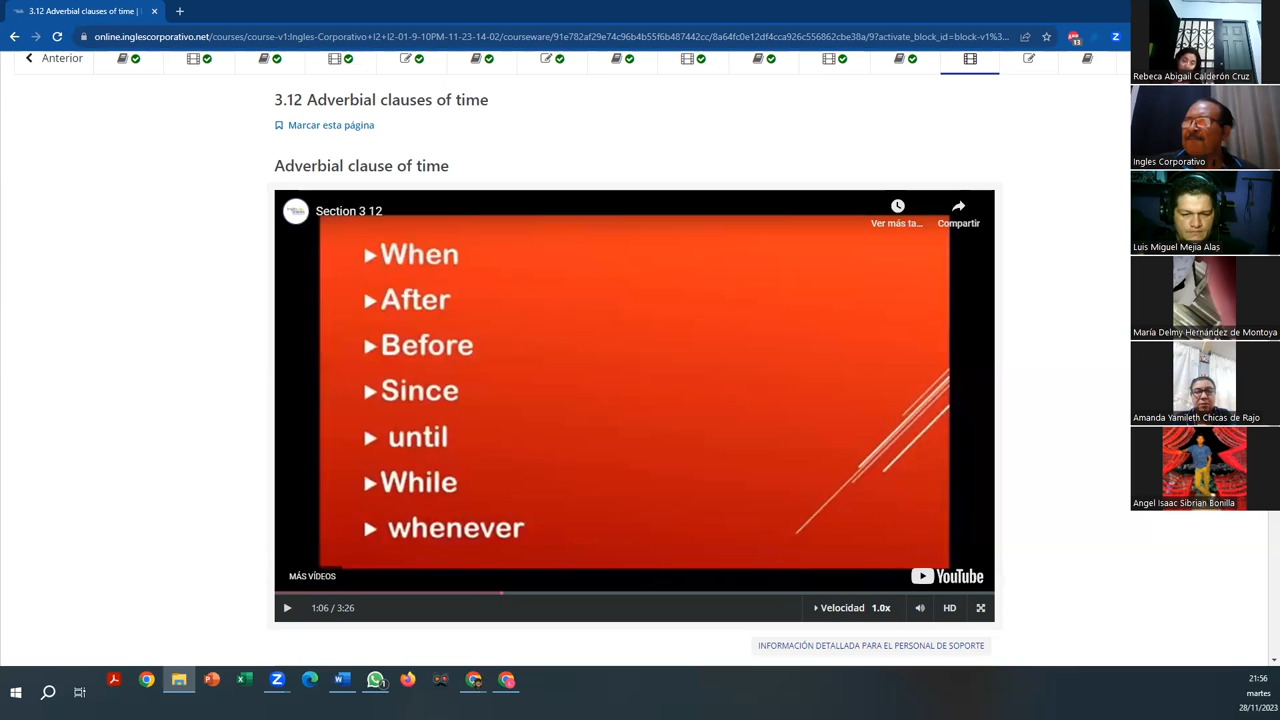 3.12 Adverbial clauses of time |
online.inglescorporativo.net/courses/course-v1:Ingles-Corporativo+I2+I2-01-9-10PM-11-23-14-02/courseware/91e782af29e74c96b4b55f6b487442cc/8a64fc0e12df4cca926c556862cbe38a/9?activate_block_id=block-v1%3...
13
Anterior
3.12 Adverbial clauses of time
Marcar esta página
Adverbial clause of time
Section 3 12
Ver más ta...
Compartir
When
After
Before
Since
until
While
whenever
MÁS VÍDEOS
YouTube
1:06 / 3:26
Velocidad 1.0x
HD
INFORMACIÓN DETALLADA PARA EL PERSONAL DE SOPORTE
Rebeca Abigail Calderón Cruz
Ingles Corporativo
Luis Miguel Mejia Alas
María Delmy Hernández de Montoya
Amanda Yamileth Chicas de Rajo
Angel Isaac Sibrian Bonilla
1
21:56
martes
28/11/2023